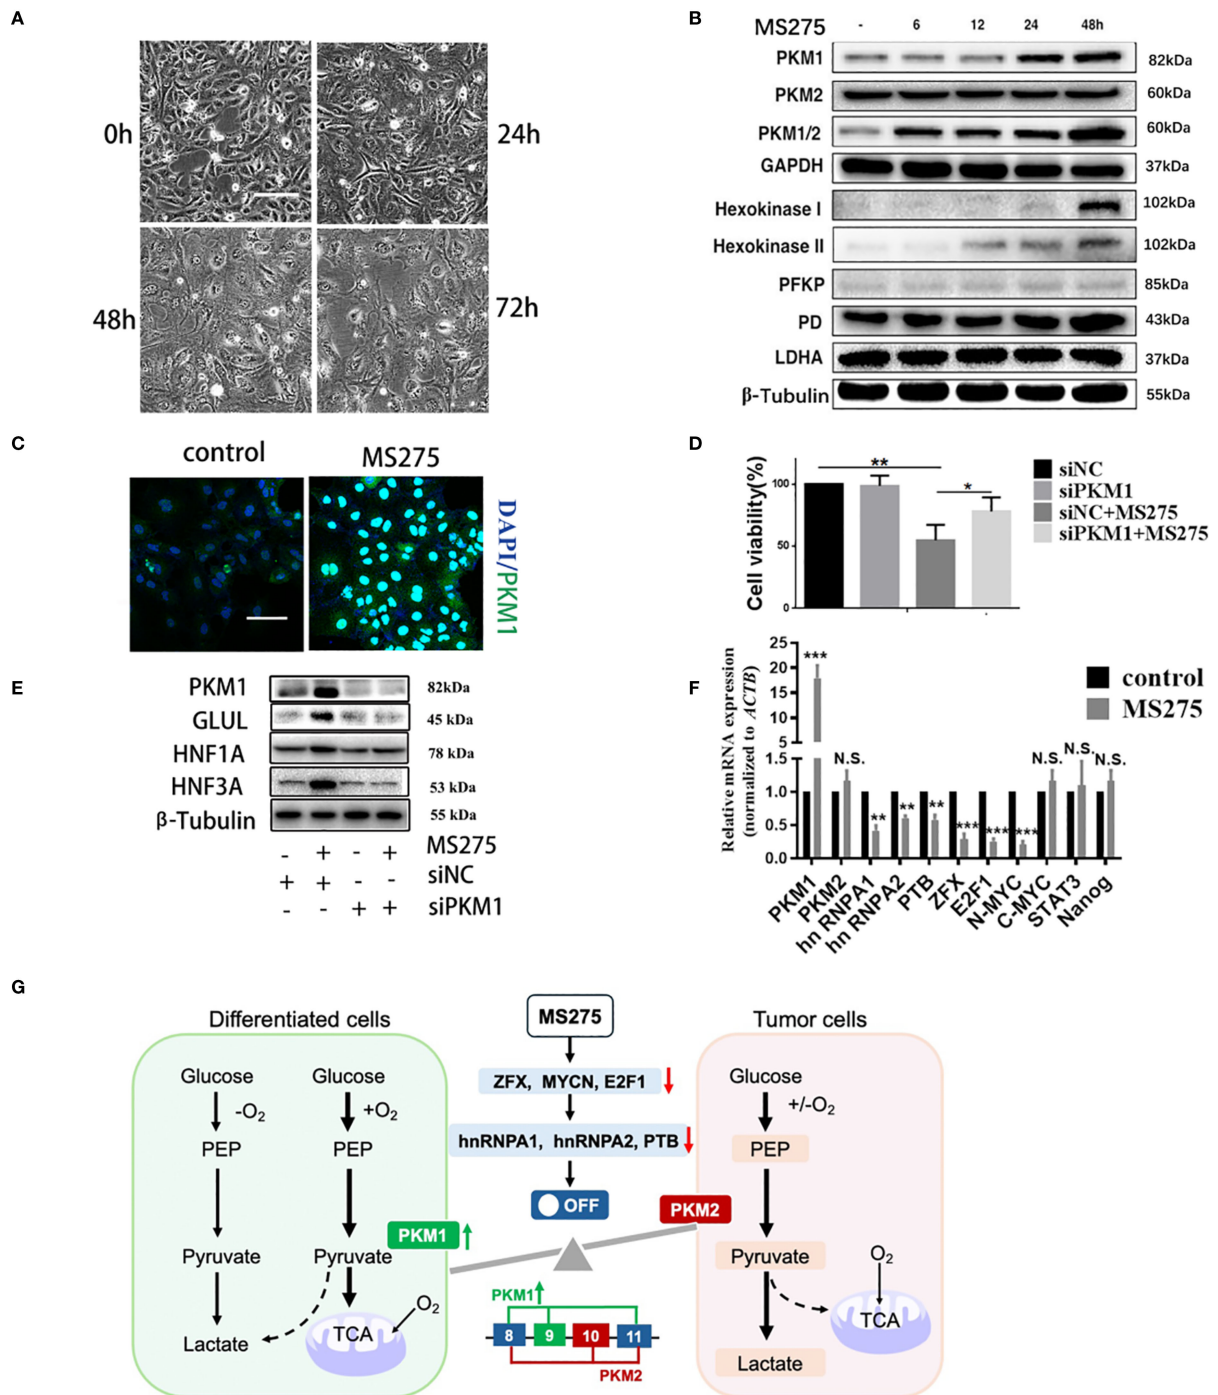 A
0h
24h
48h
72h
B
MS275 - 6 12 24 48h
PKM1 82kDa
PKM2 60kDa
PKM1/2 60kDa
GAPDH 37kDa
Hexokinase I 102kDa
Hexokinase II 102kDa
PFKP 85kDa
PD 43kDa
LDHA 37kDa
β-Tubulin 55kDa
C
control MS275
DAPI/PKM1
D
Cell viability(%)
100
50
0
**
*
siNC
siPKM1
siNC+MS275
siPKM1+MS275
E
PKM1 82kDa
GLUL 45 kDa
HNF1A 78 kDa
HNF3A 53 kDa
β-Tubulin 55 kDa
- + - + MS275
+ + - - siNC
- - + + siPKM1
F
Relative mRNA expression
(normalized to ACTB)
25
20
15
10
5
1.5
1.0
0.5
0.0
*** N.S. ** ** ** *** *** *** N.S. N.S. N.S.
control
MS275
PKM1
PKM2
hn RNPA1
hn RNPA2
PTB
ZFX
E2F1
N-MYC
C-MYC
STAT3
Nanog
G
Differentiated cells
Glucose
-O2
PEP
Pyruvate
Lactate
Glucose
+O2
PEP
Pyruvate
TCA
O2
MS275
ZFX, MYCN, E2F1
hnRNPA1, hnRNPA2, PTB
OFF
PKM1
PKM2
PKM1
8 9 10 11
PKM2
Tumor cells
Glucose
+/-O2
PEP
Pyruvate
Lactate
O2
TCA